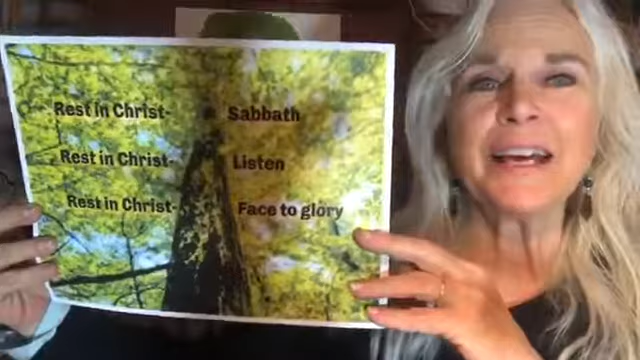 Rest in Christ- Sabbath
Rest in Christ- Listen
Rest in Christ- Face to glory